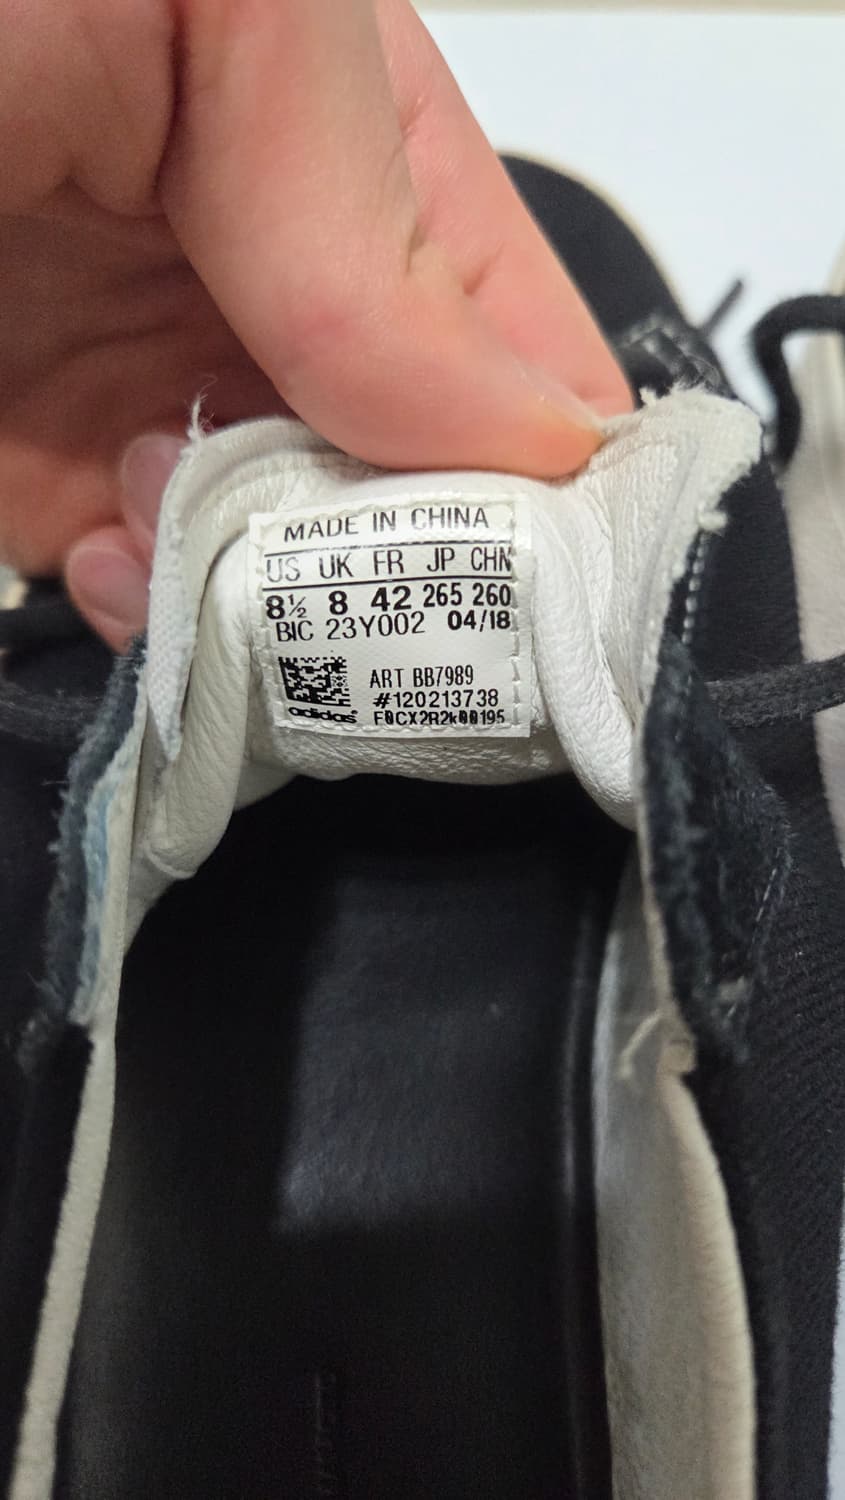 MADE IN CHINA
US UK FR JP CHN
8½ 8 42 265 260
BIC 23Y002 04/18
ART BB7989
#120213738
adidas® F0CX2R2k00195